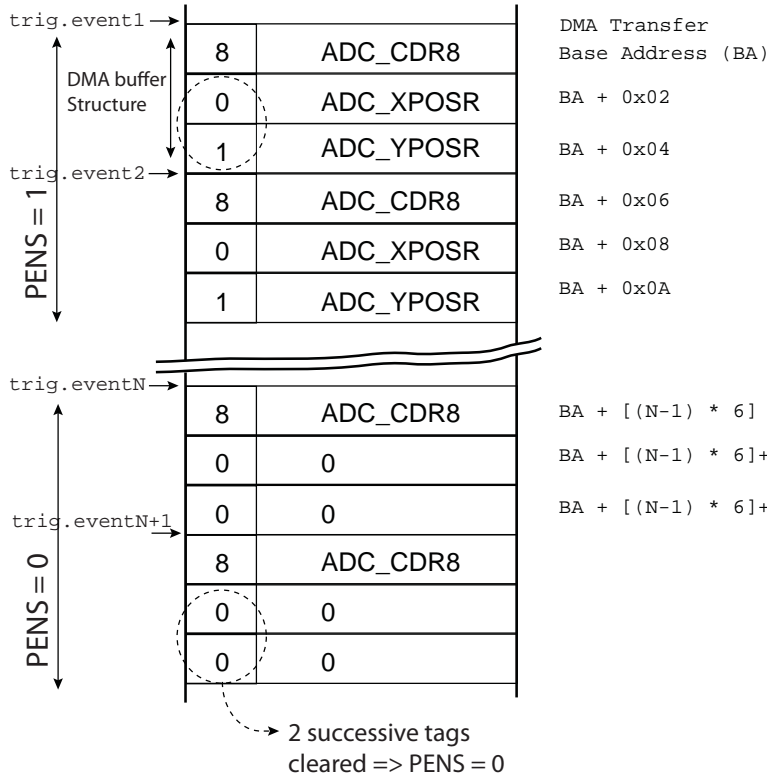 trig.event1
DMA Transfer
8 ADC_CDR8 Base Address (BA)
DMA buffer
Structure
0 ADC_XPOSR BA + 0x02
1 ADC_YPOSR BA + 0x04
trig.event2
8 ADC_CDR8 BA + 0x06
PENS = 1
0 ADC_XPOSR BA + 0x08
1 ADC_YPOSR BA + 0x0A
trig.eventN
8 ADC_CDR8 BA + [(N-1) * 6]
0 0 BA + [(N-1) * 6]+
0 0 BA + [(N-1) * 6]+
trig.eventN+1
8 ADC_CDR8
PENS = 0
0 0
0 0
2 successive tags
cleared => PENS = 0